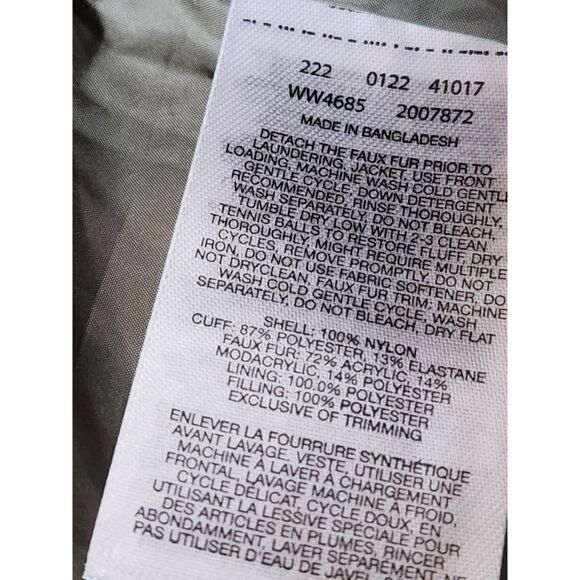 222 0122 41017
WW4685 2007872
MADE IN BANGLADESH
DETACH THE FAUX FUR PRIOR TO
LAUNDERING, JACKET, USE FRONT
LOADING, MACHINE WASH COLD GENTLE
GENTLE CYCLE, DOWN DETERGENT
RECOMMENDED, RINSE THOROUGHLY,
WASH SEPARATELY, DO NOT BLEACH,
TUMBLE DRY LOW WITH 2-3 CLEAN
TENNIS BALLS TO RESTORE FLUFF, DRY
THOROUGHLY, MIGHT REQUIRE MULTIPLE
CYCLES, REMOVE PROMPTLY, DO NOT
IRON, DO NOT USE FABRIC SOFTENER, DO
NOT DRYCLEAN, FAUX FUR TRIM: MACHINE
WASH COLD GENTLE CYCLE, WASH
SEPARATELY, DO NOT BLEACH, DRY FLAT
SHELL: 100% NYLON
CUFF: 87% POLYESTER, 13% ELASTANE
FAUX FUR: 72% ACRYLIC, 14%
MODACRYLIC, 14% POLYESTER
LINING: 100.0% POLYESTER
FILLING: 100% POLYESTER
EXCLUSIVE OF TRIMMING
ENLEVER LA FOURRURE SYNTHÉTIQUE
AVANT LAVAGE, VESTE, UTILISER UNE
MACHINE À LAVER À CHARGEMENT
FRONTAL, LAVAGE MACHINE À FROID,
CYCLE DÉLICAT, CYCLE DOUX, EN
UTILISANT LA LESSIVE SPÉCIALE POUR
DES ARTICLES EN PLUMES, RINCER
ABONDAMMENT, LAVER SÉPARÉMENT, NE
PAS UTILISER D'EAU DE JAVEL,